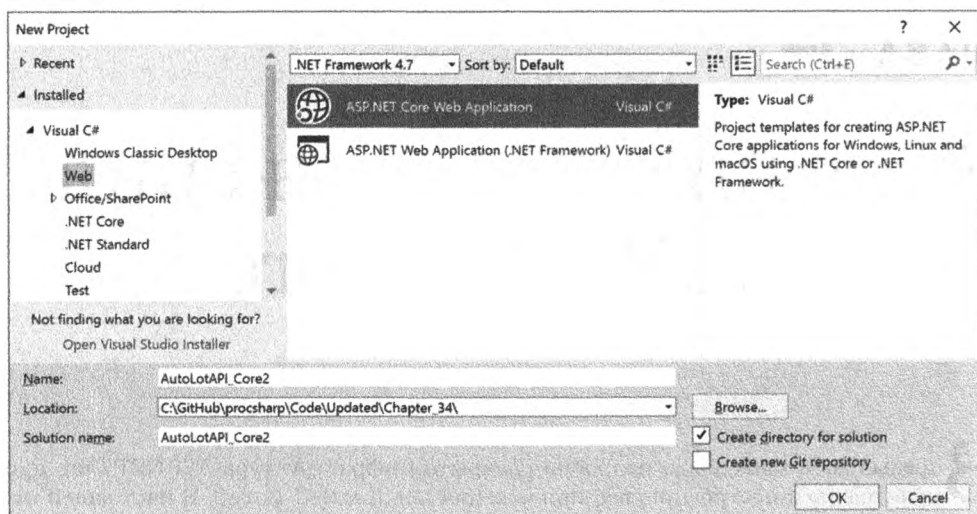 New Project
? ×
Recent
Installed
Visual C#
Windows Classic Desktop
Web
Office/SharePoint
.NET Core
.NET Standard
Cloud
Test
Not finding what you are looking for?
Open Visual Studio Installer
.NET Framework 4.7
Sort by: Default
Search (Ctrl+E)
ASP.NET Core Web Application Visual C#
ASP.NET Web Application (.NET Framework) Visual C#
Type: Visual C#
Project templates for creating ASP.NET
Core applications for Windows, Linux and
macOS using .NET Core or .NET
Framework.
Name: AutoLotAPI_Core2
Location: C:\GitHub\procsharp\Code\Updated\Chapter_34\
Browse...
Solution name: AutoLotAPI_Core2
Create directory for solution
Create new Git repository
OK Cancel